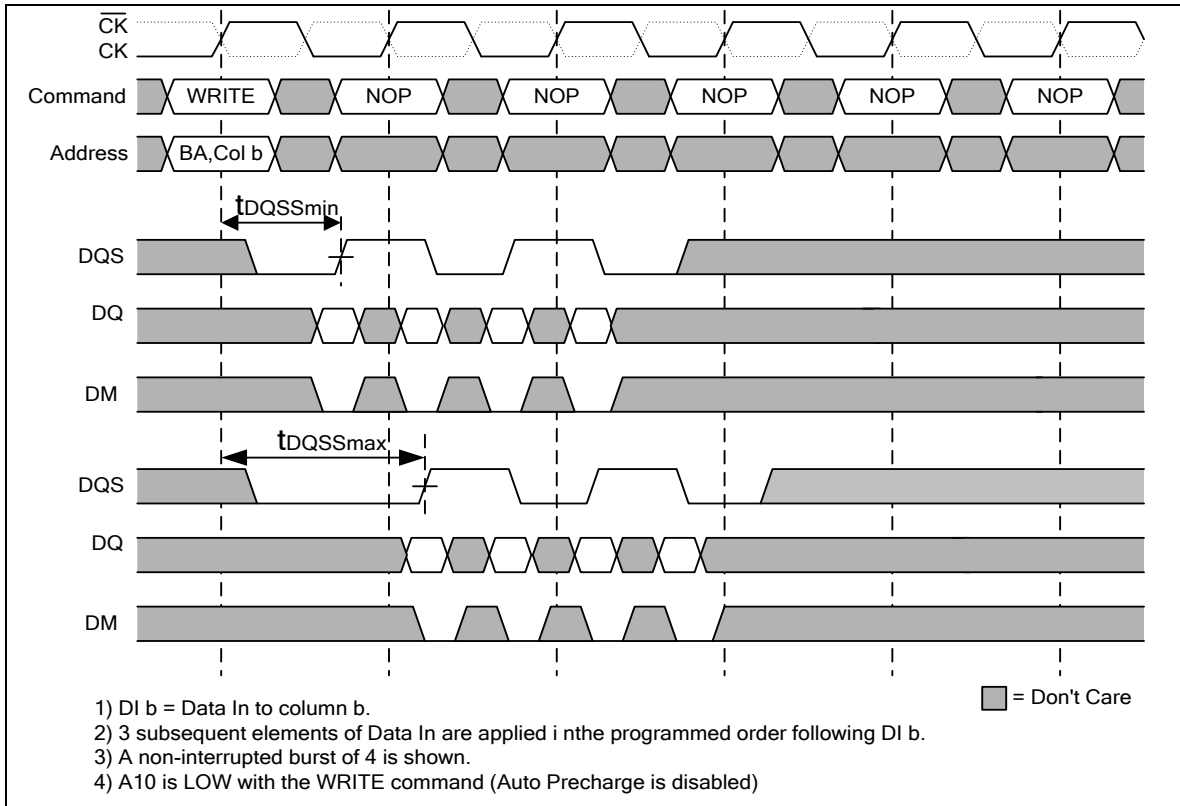 CK
CK
Command WRITE NOP NOP NOP NOP NOP
Address BA,Col b
tDQSSmin
DQS
DQ
DM
tDQSSmax
DQS
DQ
DM
= Don't Care
1) DI b = Data In to column b.
2) 3 subsequent elements of Data In are applied i nthe programmed order following DI b.
3) A non-interrupted burst of 4 is shown.
4) A10 is LOW with the WRITE command (Auto Precharge is disabled)